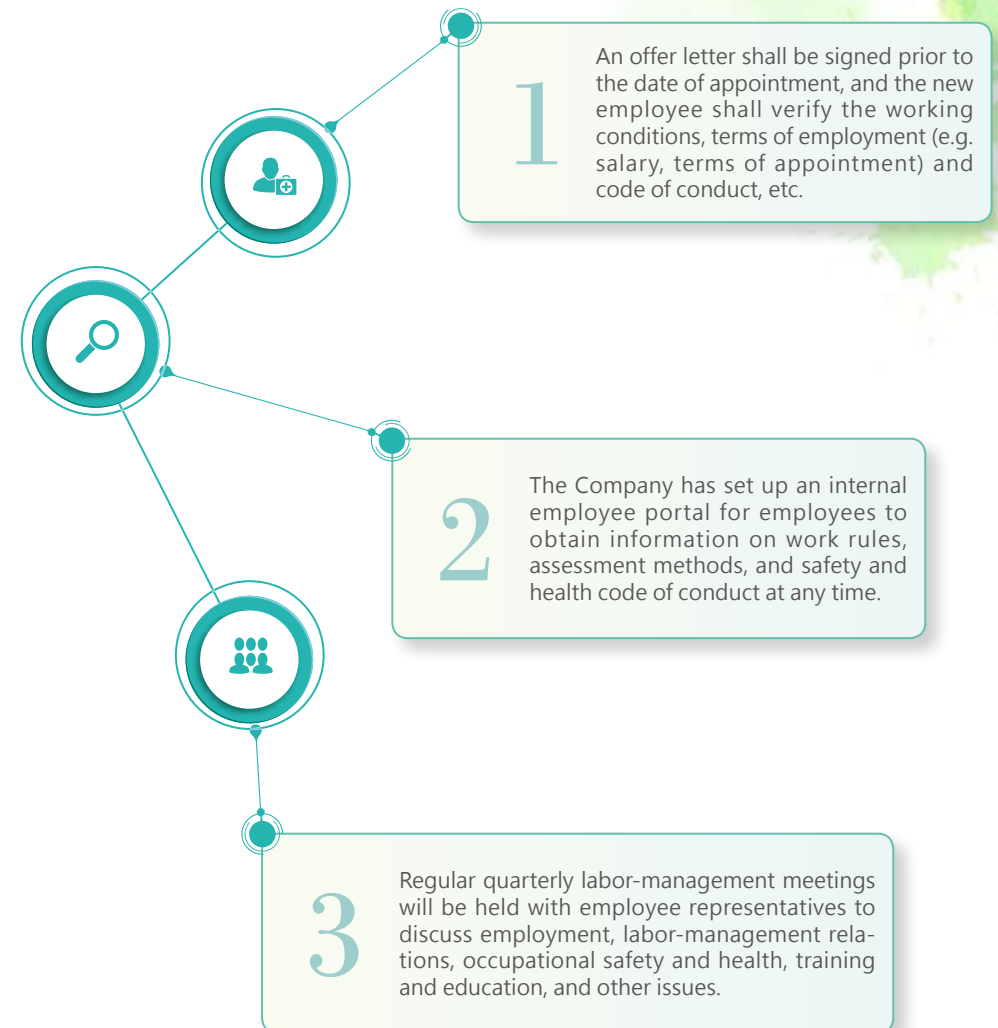 1
An offer letter shall be signed prior to
the date of appointment, and the new
employee shall verify the working
conditions, terms of employment (e.g.
salary, terms of appointment) and
code of conduct, etc.
2
The Company has set up an internal
employee portal for employees to
obtain information on work rules,
assessment methods, and safety and
health code of conduct at any time.
3
Regular quarterly labor-management meetings
will be held with employee representatives to
discuss employment, labor-management rela-
tions, occupational safety and health, training
and education, and other issues.